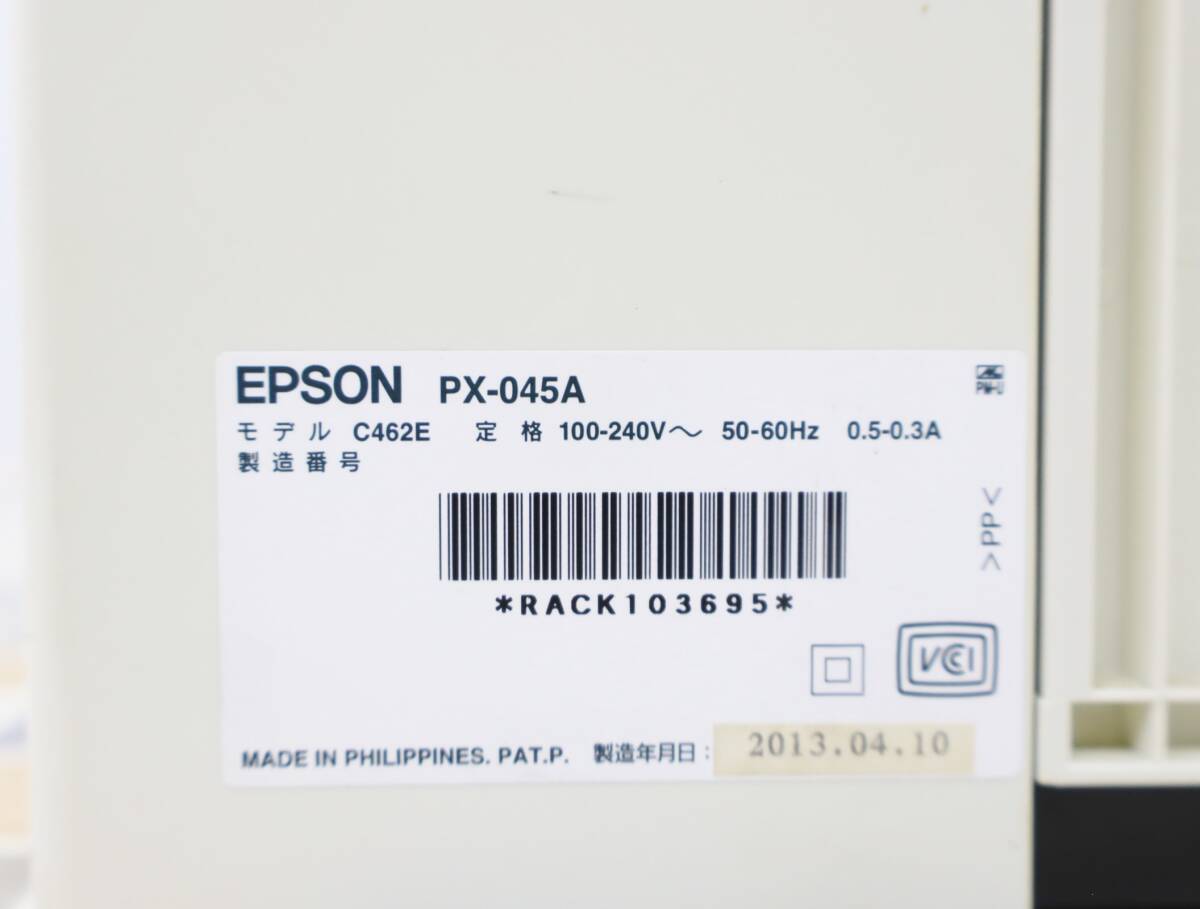 EPSON PX-045A
モデル C462E 定格 100-240V～ 50-60Hz 0.5-0.3A
製造番号
>PP<
*RACK103695*
VCCI
MADE IN PHILIPPINES. PAT.P. 製造年月日：2013.04.10